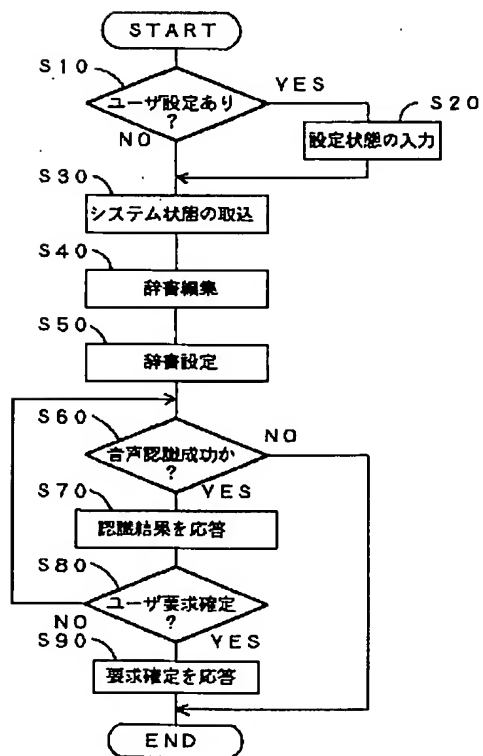 START
S10
ユーザ設定あり
?
YES
NO
S20
設定状態の入力
S30
システム状態の取込
S40
辞書編集
S50
辞書設定
S60
音声認識成功か
?
NO
YES
S70
認識結果を応答
S80
ユーザ要求確定
?
NO
YES
S90
要求確定を応答
END